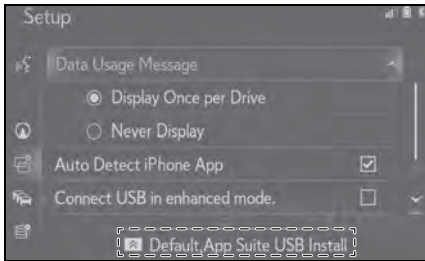 Setup
Data Usage Message
Display Once per Drive
Never Display
Auto Detect iPhone App
Connect USB in enhanced mode.
Default,App Suite USB Install